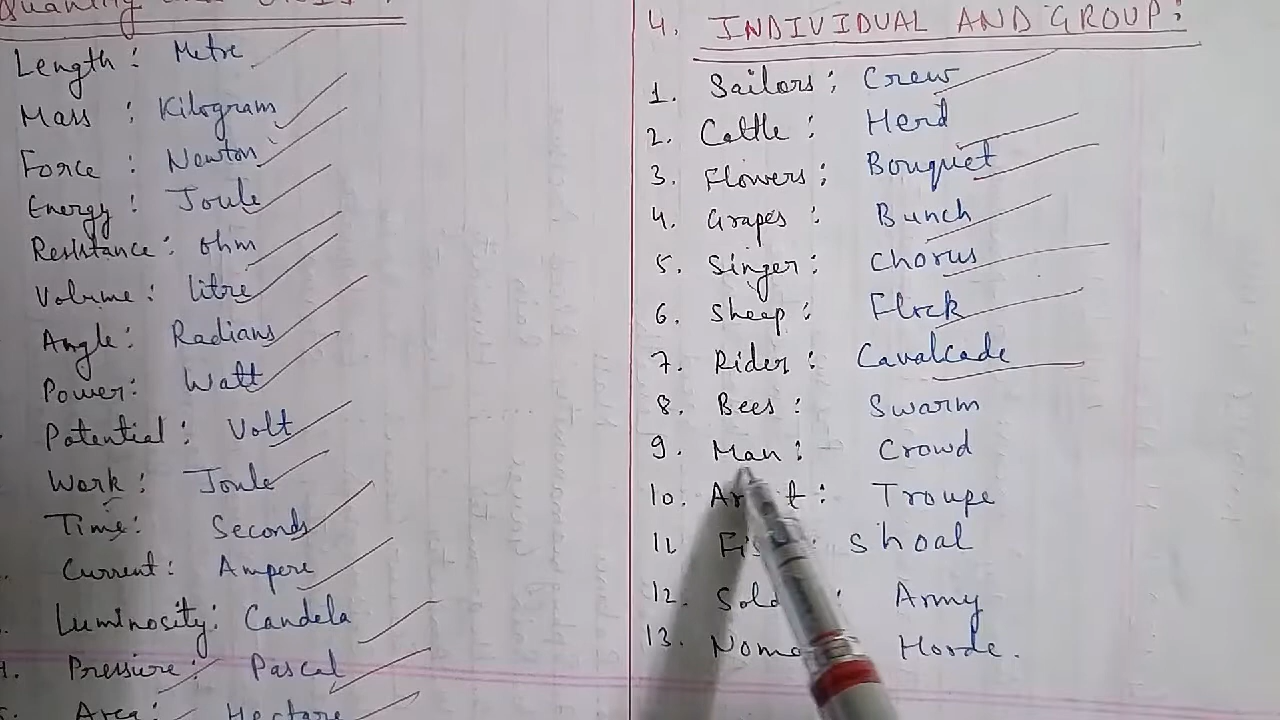 Quantity and
Length: Metre
Mass: Kilogram
Force: Newton
Energy: Joule
Resistance: ohm
Volume: litre
Angle: Radians
Power: Watt
Potential: Volt
Work: Joule
Time: Seconds
Current: Ampere
Luminosity: Candela
Pressure: Pascal
Area: Hectare
4. INDIVIDUAL AND GROUP:
1. Sailors: Crew
2. Cattle: Herd
3. Flowers: Bouquet
4. Grapes: Bunch
5. Singer: Chorus
6. Sheep: Flock
7. Rider: Cavalcade
8. Bees: Swarm
9. Man: Crowd
10. Troupe
11. Shoal
12. Army
13. Horde.